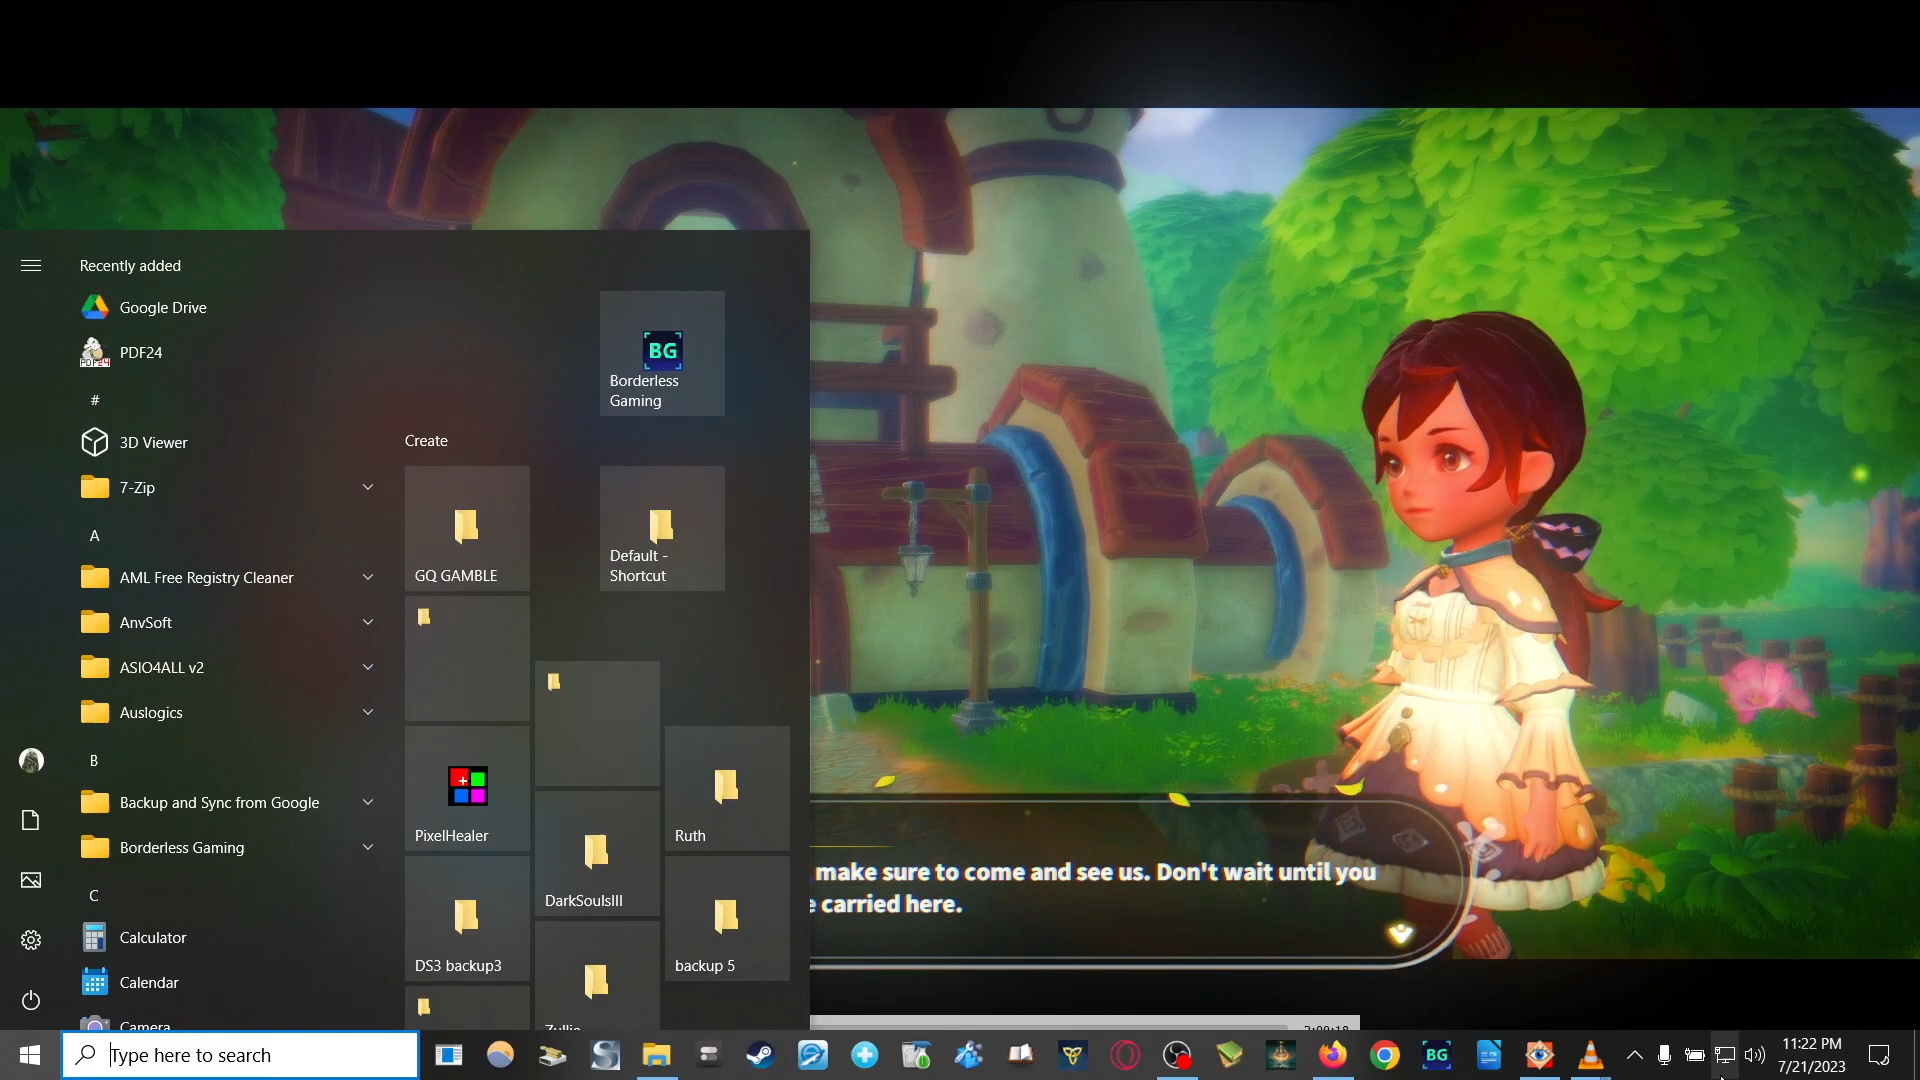 Recently added
Google Drive
PDF24
#
3D Viewer
7-Zip
A
AML Free Registry Cleaner
AnvSoft
ASIO4ALL v2
Auslogics
B
Backup and Sync from Google
Borderless Gaming
C
Calculator
Calendar
Camera
BG
Borderless
Gaming
Create
GQ GAMBLE
Default -
Shortcut
PixelHealer
Ruth
DarkSoulsIII
DS3 backup3
backup 5
Zullie
make sure to come and see us. Don't wait until you
carried here.
Type here to search
BG
11:22 PM
7/21/2023